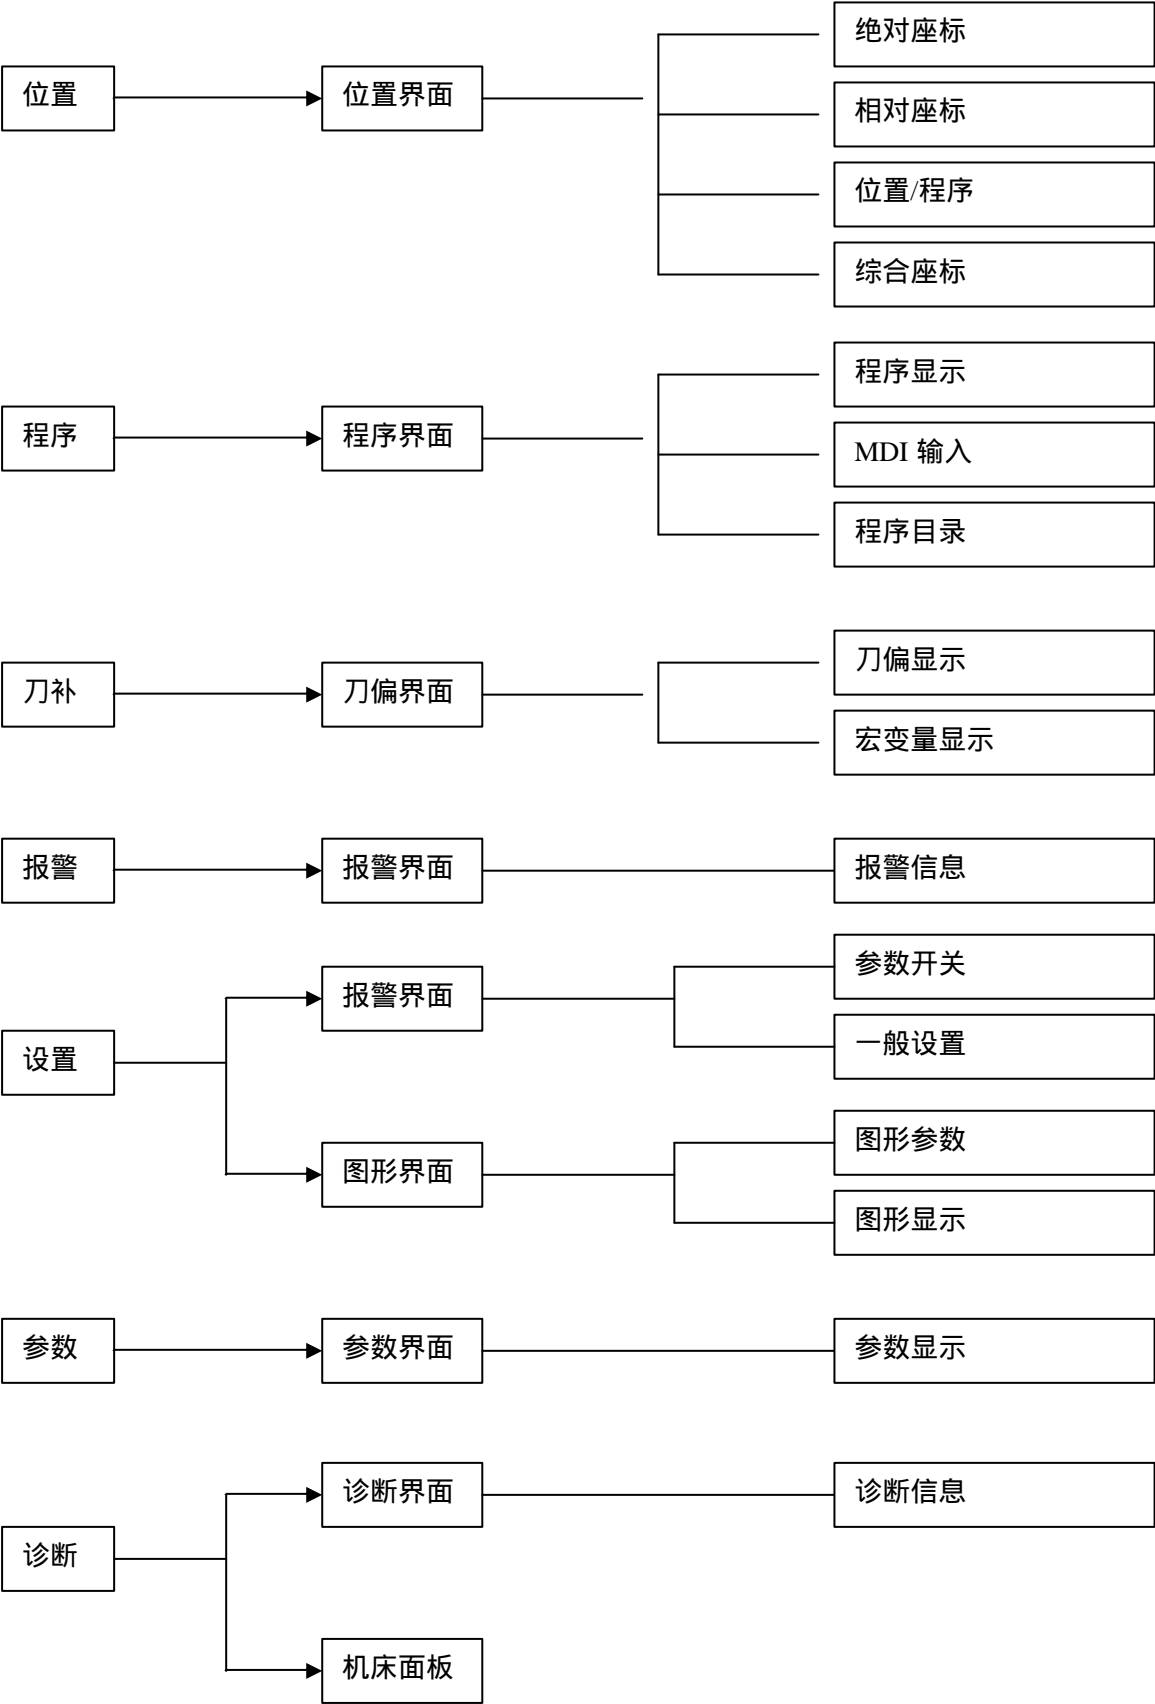 绝对座标
位置
位置界面
相对座标
位置/程序
综合座标
程序显示
程序
程序界面
MDI 输入
程序目录
刀偏显示
刀补
刀偏界面
宏变量显示
报警
报警界面
报警信息
参数开关
报警界面
一般设置
设置
图形参数
图形界面
图形显示
参数
参数界面
参数显示
诊断界面
诊断信息
诊断
机床面板